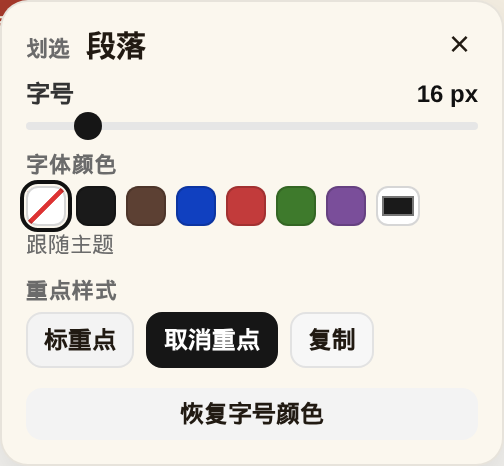 划选 段落 ✕
字号 16 px
字体颜色
跟随主题
重点样式
标重点 取消重点 复制
恢复字号颜色